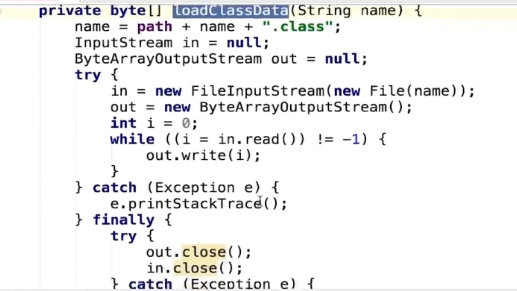 private byte[] loadClassData(String name) {
name = path + name + ".class";
InputStream in = null;
ByteArrayOutputStream out = null;
try {
in = new FileInputStream(new File(name));
out = new ByteArrayOutputStream();
int i = 0;
while ((i = in.read()) != -1) {
out.write(i);
}
} catch (Exception e) {
e.printStackTrace();
} finally {
try {
out.close();
in.close();
} catch (Exception e) {